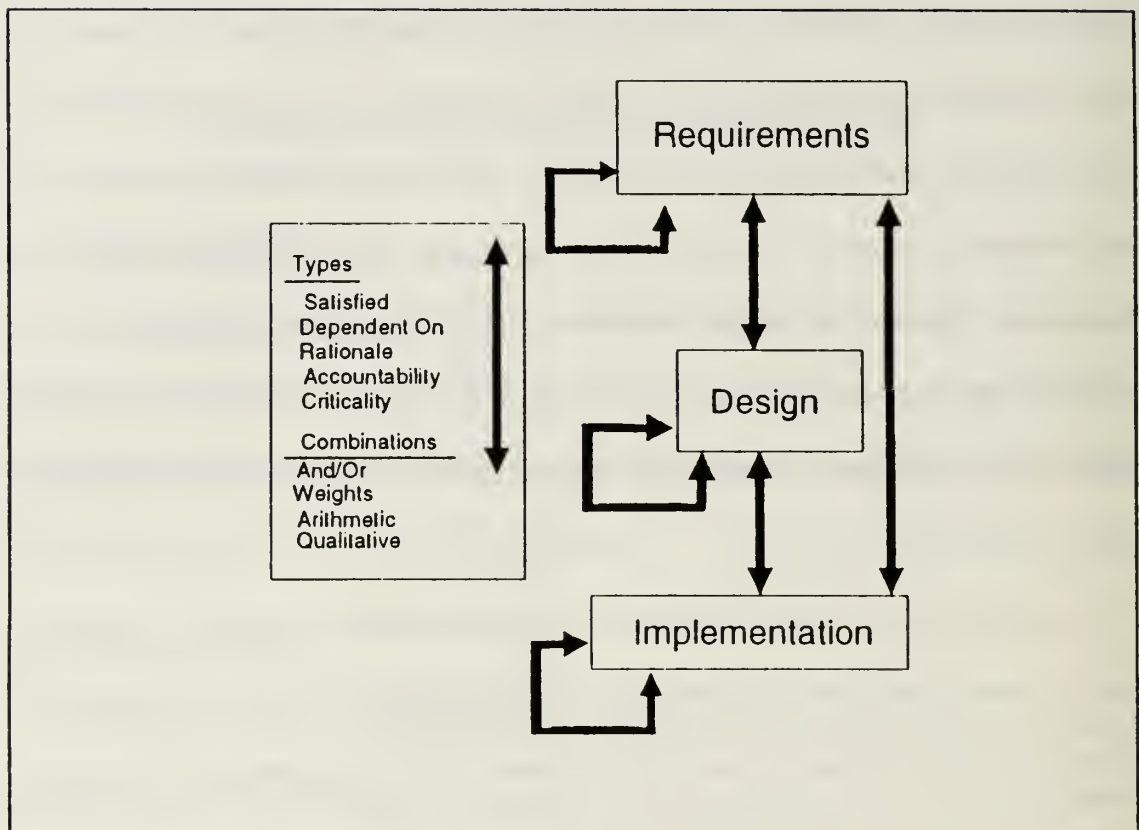 Requirements
Types
Satisfied
Dependent On
Rationale
Accountability
Criticality
Combinations
And/Or
Weights
Arithmetic
Qualitative
Design
Implementation